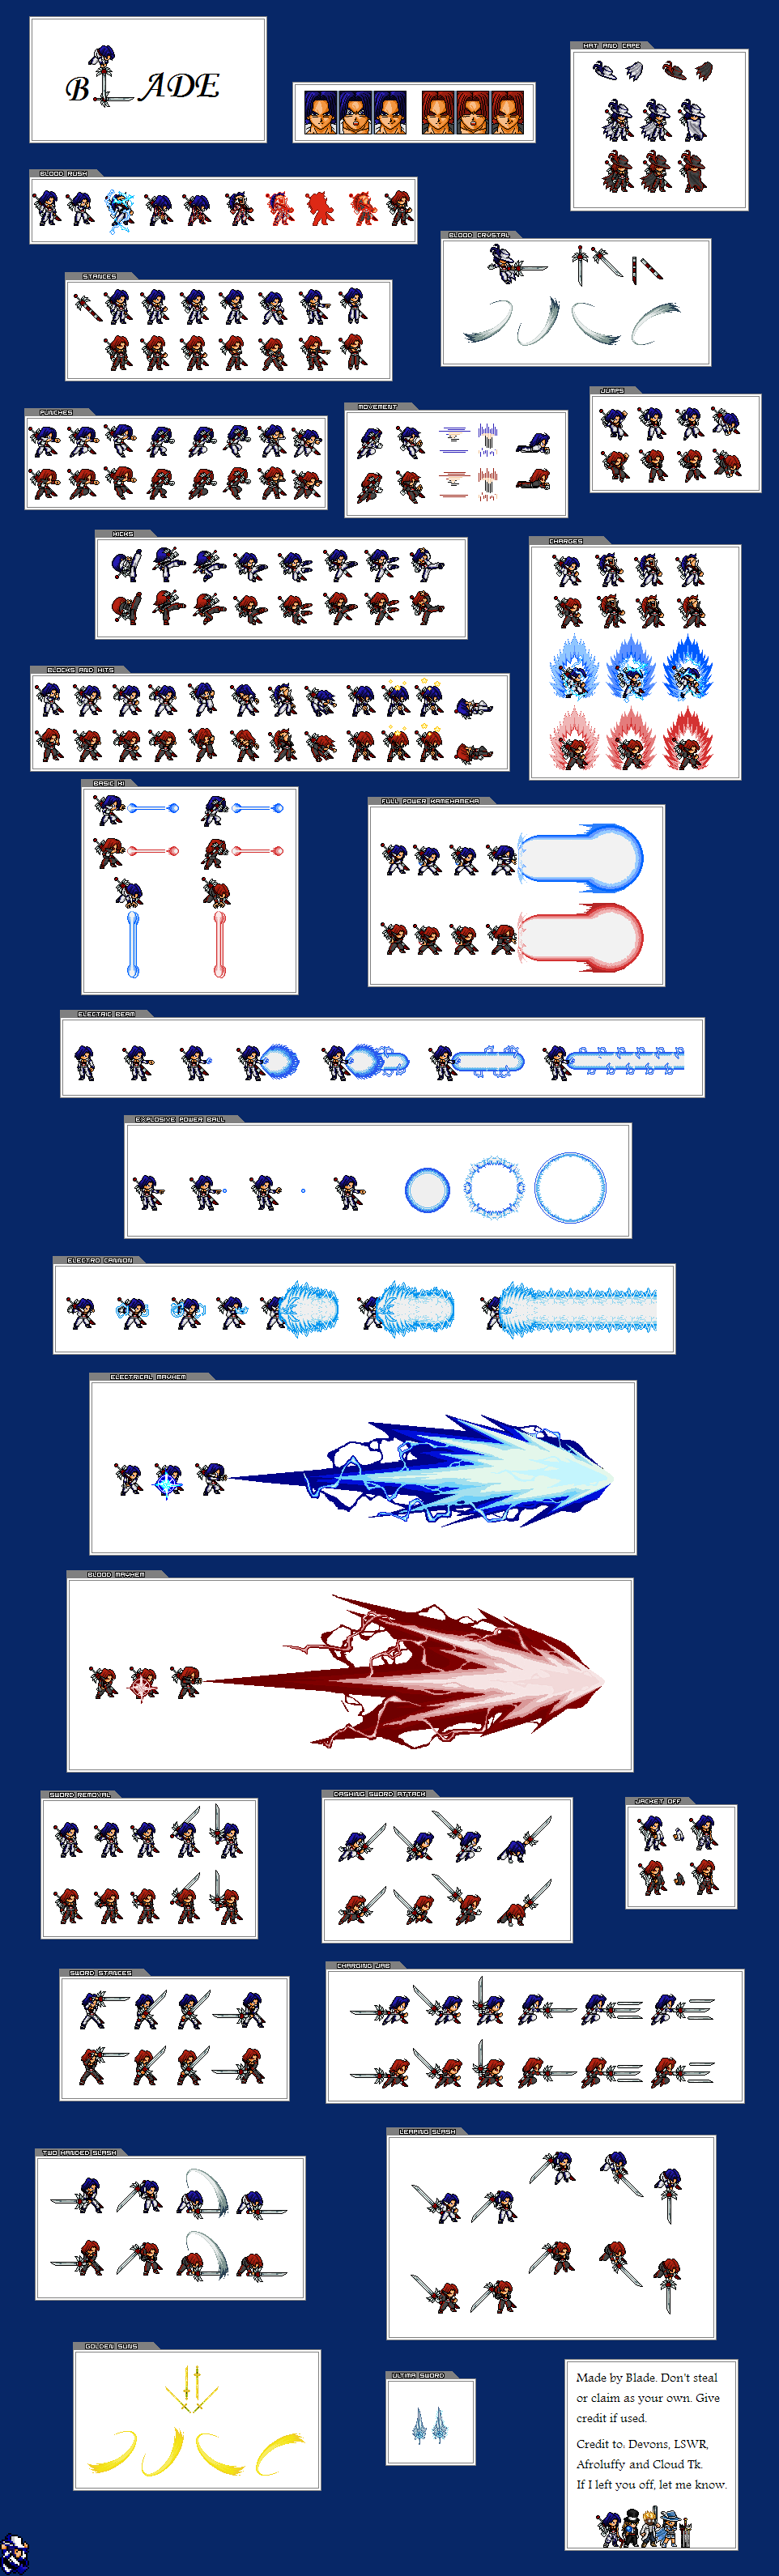 BLADE
HAT AND CAPE
BLOOD RUSH
BLOOD CRYSTAL
STANCES
JUMPS
PUNCHES
MOVEMENT
KICKS
CHARGES
BLOCKS AND HITS
BASIC KI
FULL POWER KAMEHAMEHA
ELECTRIC BEAM
EXPLOSIVE POWER BALL
ELECTRO CANNON
ELECTRICAL MAYHEM
BLOOD MAYHEM
SWORD REMOVAL
DASHING SWORD ATTACK
JACKET OFF
SWORD STANCES
CHARGING JAB
LEAPING SLASH
TWO HANDED SLASH
GOLDEN SUNS
ULTIMA SWORD
Made by Blade. Don't steal
or claim as your own. Give
credit if used.
Credit to: Devons, LSWR,
Afroluffy and Cloud Tk.
If I left you off, let me know.